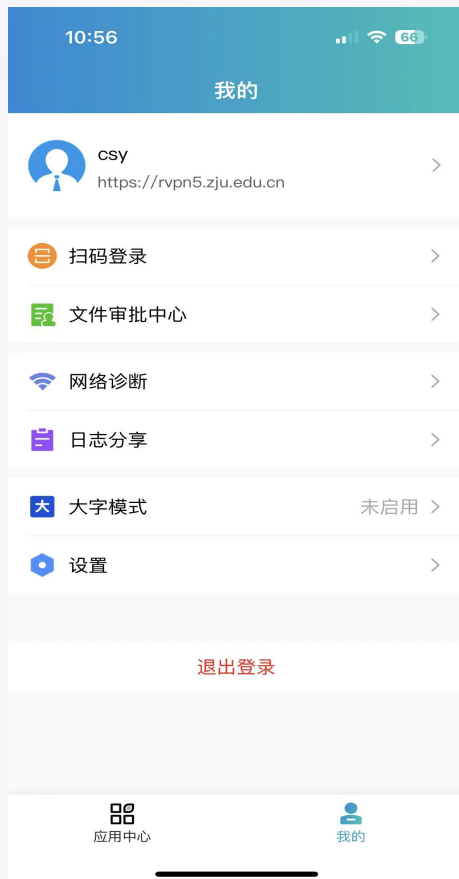 10:56
66
我的
csy
https://rvpn5.zju.edu.cn
扫码登录
文件审批中心
网络诊断
日志分享
大
大字模式
未启用
设置
退出登录
应用中心
我的